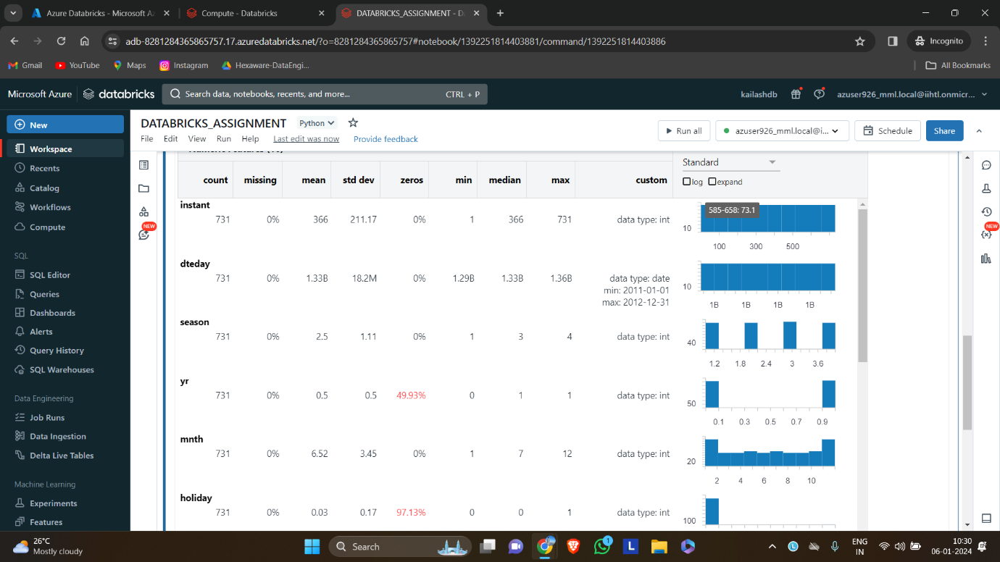 Azure Databricks - Microsoft Az
Compute - Databricks
DATABRICKS_ASSIGNMENT - D
adb-8281284365865757.17.azuredatabricks.net/?o=8281284365865757#notebook/1392251814403881/command/1392251814403886
Incognito
Gmail
YouTube
Maps
Instagram
Hexaware-DataEngi...
All Bookmarks
Microsoft Azure
databricks
Search data, notebooks, recents, and more...
CTRL + P
kailashdb
azuser926_mml.local@iihtl.onmicr...
New
Workspace
Recents
Catalog
Workflows
Compute
SQL
SQL Editor
Queries
Dashboards
Alerts
Query History
SQL Warehouses
Data Engineering
Job Runs
Data Ingestion
Delta Live Tables
Machine Learning
Experiments
Features
DATABRICKS_ASSIGNMENT
Python
File Edit View Run Help Last edit was now Provide feedback
Run all
azuser926_mml.local@i...
Schedule
Share
NEW
NEW
Standard
log expand
count missing mean std dev zeros min median max custom
instant
731 0% 366 211.17 0% 1 366 731 data type: int
585-658: 73.1
10
100 300 500
dteday
731 0% 1.33B 18.2M 0% 1.29B 1.33B 1.36B data type: date
min: 2011-01-01
max: 2012-12-31
10
1B 1B 1B 1B
season
731 0% 2.5 1.11 0% 1 3 4 data type: int
40
1.2 1.8 2.4 3 3.6
yr
731 0% 0.5 0.5 49.93% 0 1 1 data type: int
50
0.1 0.3 0.5 0.7 0.9
mnth
731 0% 6.52 3.45 0% 1 7 12 data type: int
20
2 4 6 8 10
holiday
731 0% 0.03 0.17 97.13% 0 0 1 data type: int
100
26°C
Mostly cloudy
Search
1
L
ENG
IN
10:30
06-01-2024